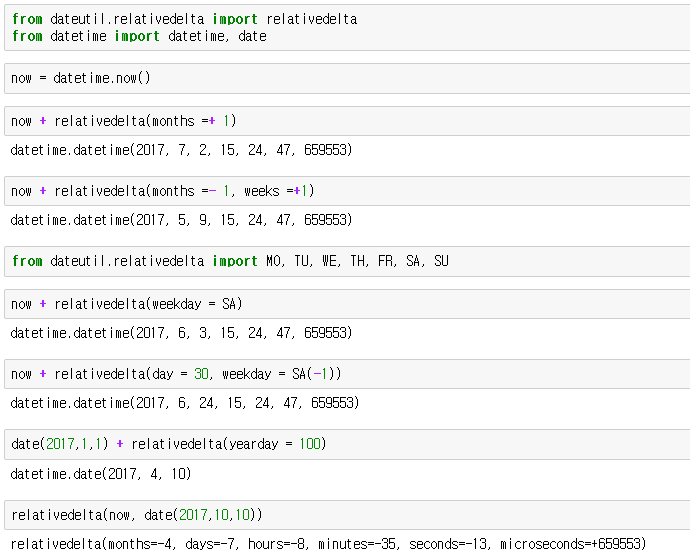 from dateutil.relativedelta import relativedelta
from datetime import datetime, date
now = datetime.now()
now + relativedelta(months =+ 1)
datetime.datetime(2017, 7, 2, 15, 24, 47, 659553)
now + relativedelta(months =- 1, weeks =+1)
datetime.datetime(2017, 5, 9, 15, 24, 47, 659553)
from dateutil.relativedelta import MO, TU, WE, TH, FR, SA, SU
now + relativedelta(weekday = SA)
datetime.datetime(2017, 6, 3, 15, 24, 47, 659553)
now + relativedelta(day = 30, weekday = SA(-1))
datetime.datetime(2017, 6, 24, 15, 24, 47, 659553)
date(2017,1,1) + relativedelta(yearday = 100)
datetime.date(2017, 4, 10)
relativedelta(now, date(2017,10,10))
relativedelta(months=-4, days=-7, hours=-8, minutes=-35, seconds=-13, microseconds=+659553)